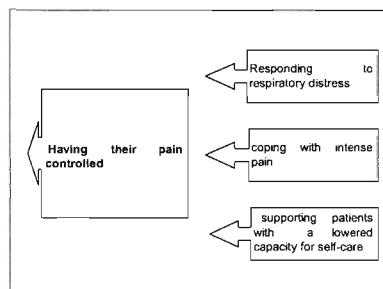 Having their pain
controlled
Responding to
respiratory distress
coping with intense
pain
supporting patients
with a lowered
capacity for self-care